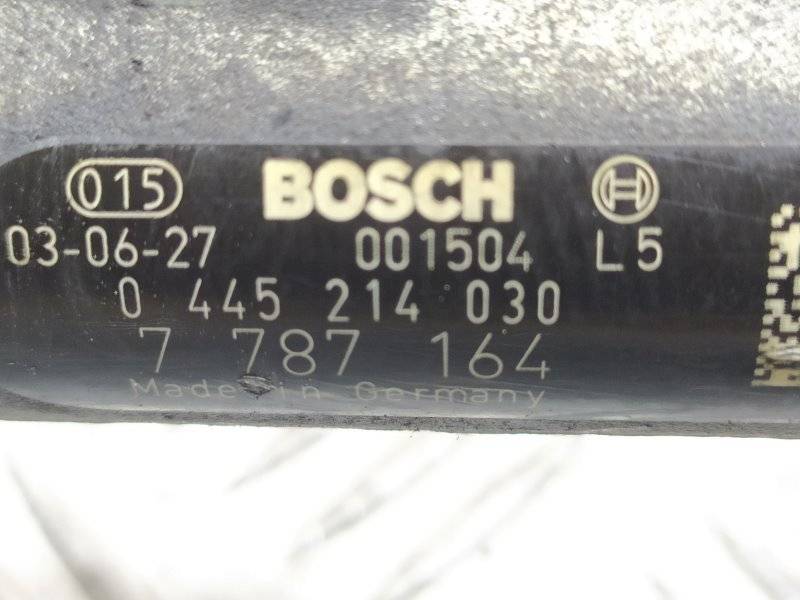 015 BOSCH
03-06-27 001504 L5
0 445 214 030
7 787 164
Made in Germany